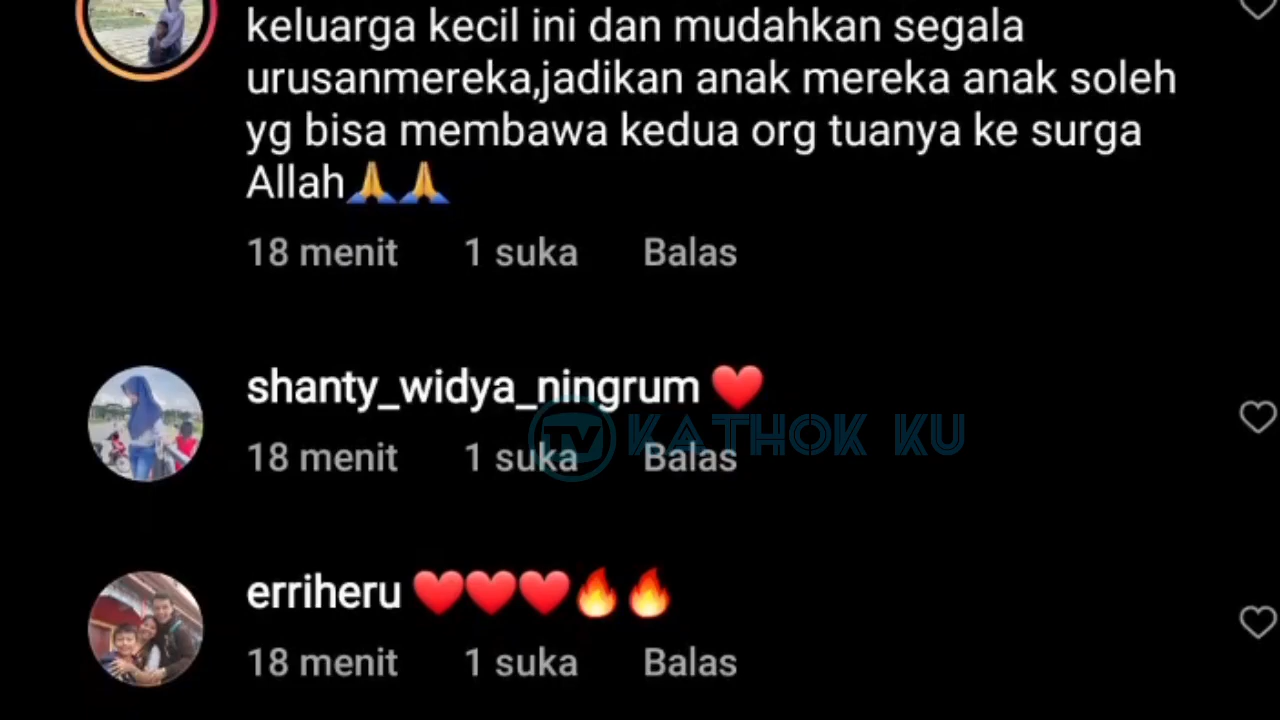 keluarga kecil ini dan mudahkan segala
urusanmereka,jadikan anak mereka anak soleh
yg bisa membawa kedua org tuanya ke surga
Allah🙏🙏
18 menit 1 suka Balas
shanty_widya_ningrum ❤️
18 menit 1 suka Balas
TV KATHOK KU
erriheru ❤️❤️❤️🔥🔥
18 menit 1 suka Balas